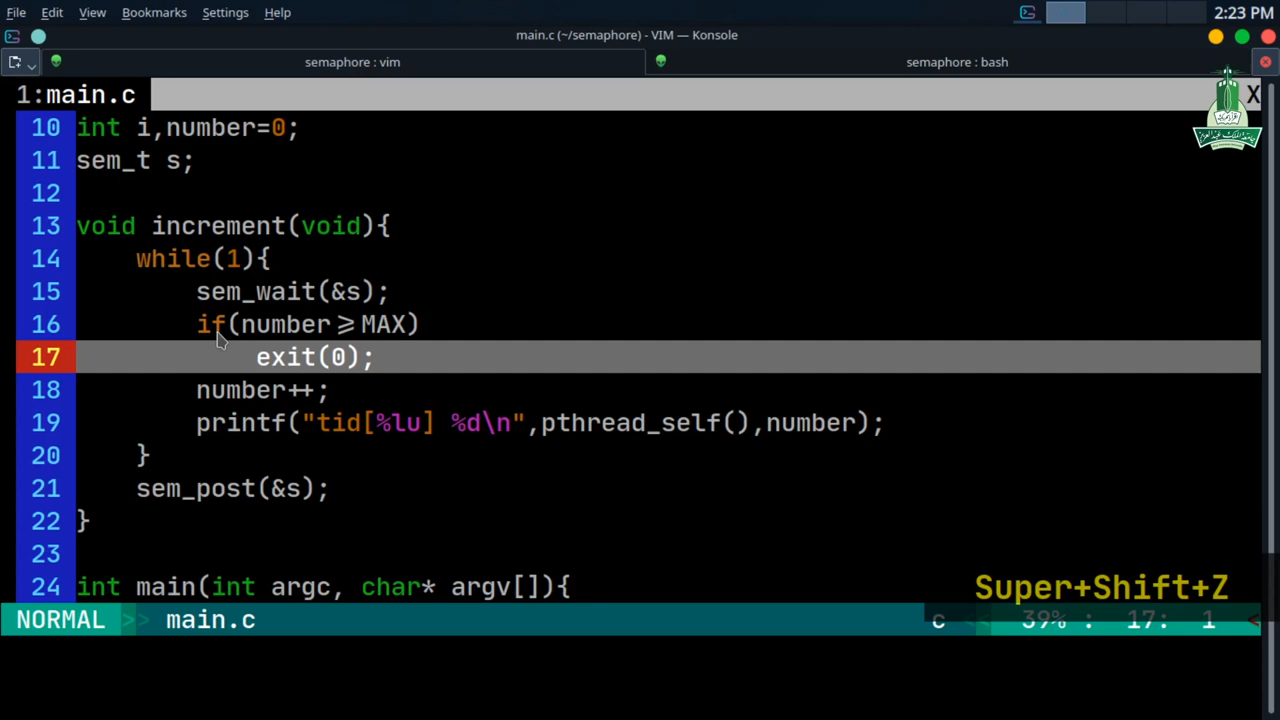 File Edit View Bookmarks Settings Help
2:23 PM
main.c (~/semaphore) - VIM — Konsole
semaphore : vim
semaphore : bash
1:main.c
X
10 int i,number=0;
11 sem_t s;
12
13 void increment(void){
14 while(1){
15 sem_wait(&s);
16 if(number>=MAX)
17 exit(0);
18 number++;
19 printf("tid[%lu] %d\n",pthread_self(),number);
20 }
21 sem_post(&s);
22 }
23
24 int main(int argc, char* argv[]){
Super+Shift+Z
NORMAL >> main.c
c << 39% : 17: 1 <